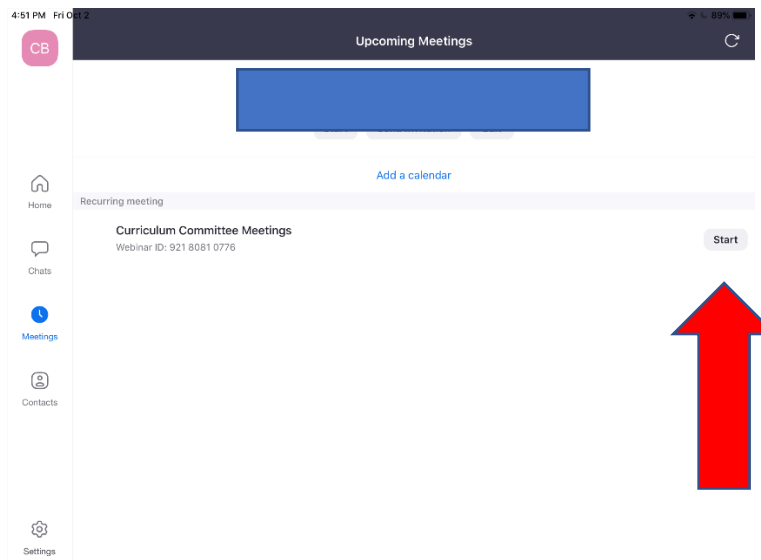 4:51 PM Fri Oct 2
89%
CB
Upcoming Meetings
Add a calendar
Recurring meeting
Curriculum Committee Meetings
Webinar ID: 921 8081 0776
Start
Home
Chats
Meetings
Contacts
Settings